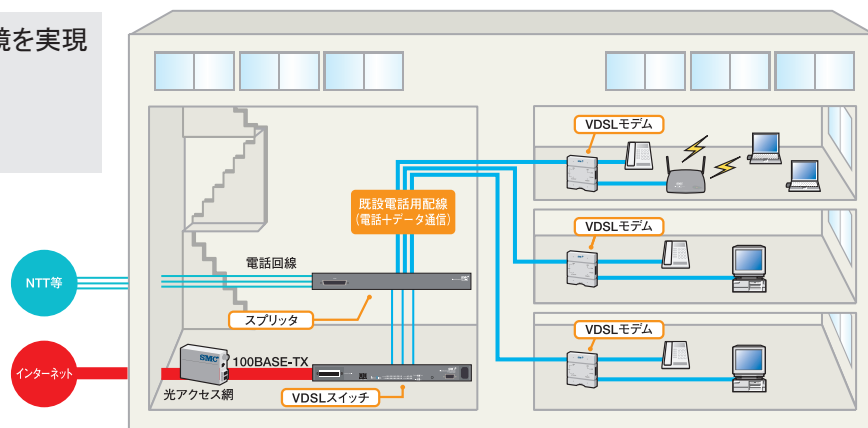 境を実現
VDSLモデム
既設電話用配線
(電話+データ通信)
VDSLモデム
電話回線
NTT等
スプリッタ
VDSLモデム
SMC
100BASE-TX
インターネット
光アクセス網
VDSLスイッチ